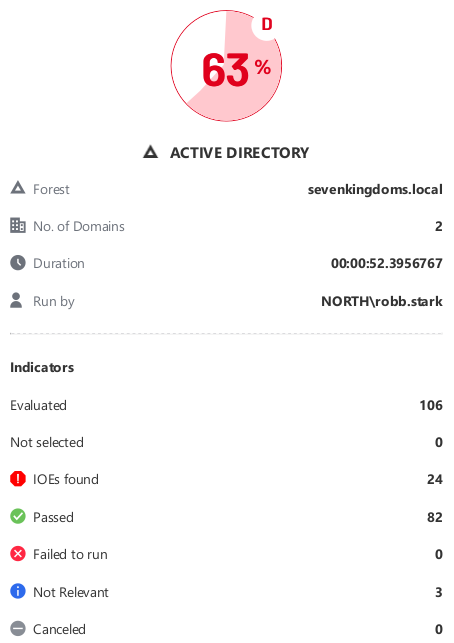 D
63 %
ACTIVE DIRECTORY
Forest sevenkingdoms.local
No. of Domains 2
Duration 00:00:52.3956767
Run by NORTH\robb.stark
Indicators
Evaluated 106
Not selected 0
IOEs found 24
Passed 82
Failed to run 0
Not Relevant 3
Canceled 0